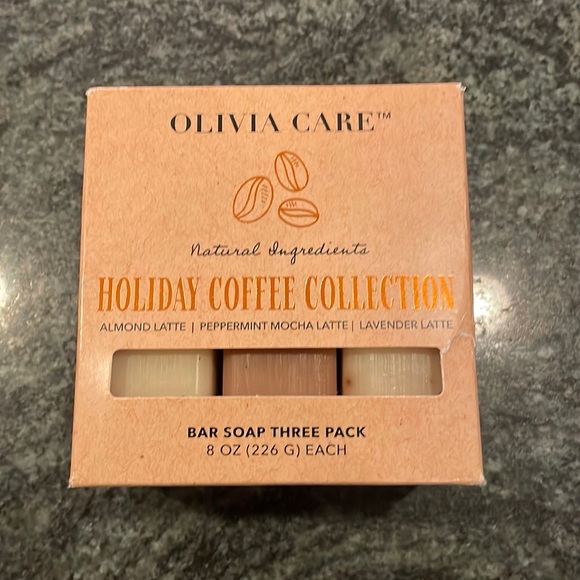 OLIVIA CARE™
Natural Ingredients
HOLIDAY COFFEE COLLECTION
ALMOND LATTE | PEPPERMINT MOCHA LATTE | LAVENDER LATTE
BAR SOAP THREE PACK
8 OZ (226 G) EACH